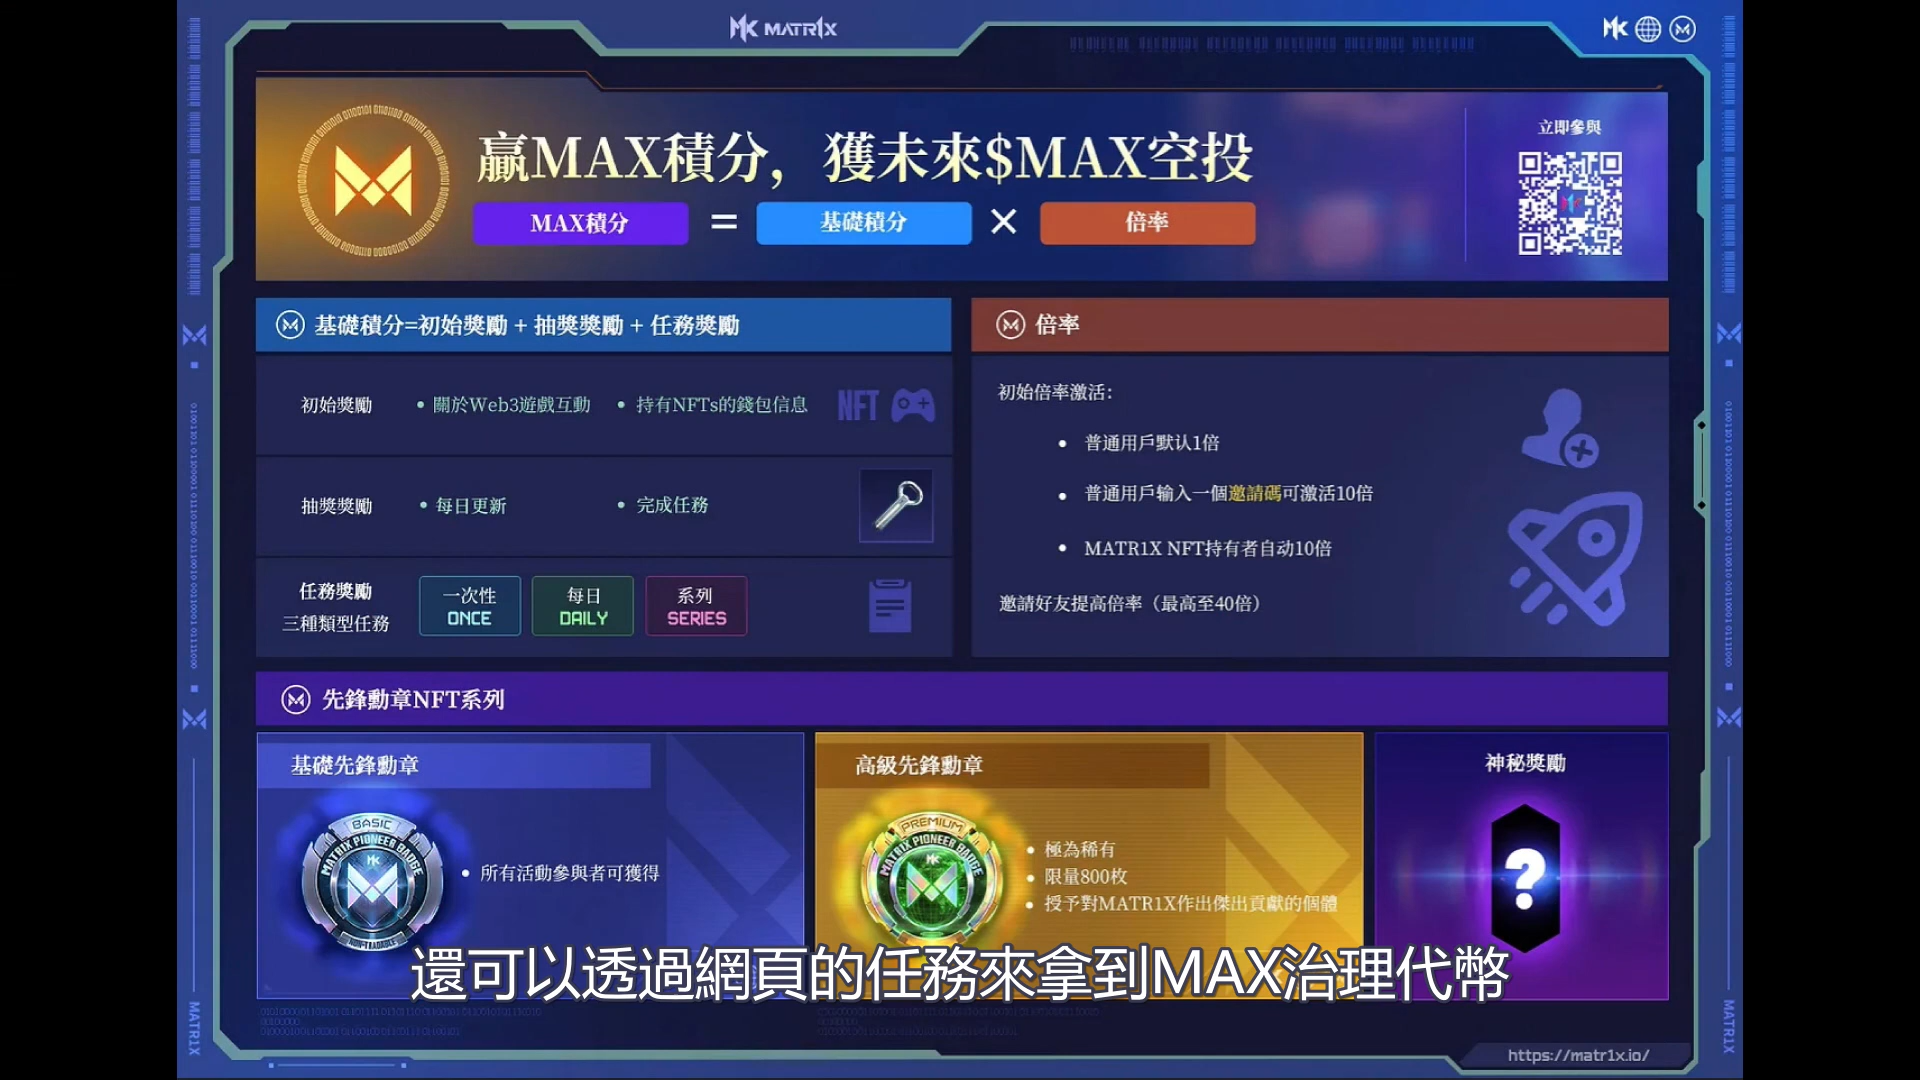 MATR1X
贏MAX積分，獲未來$MAX空投
MAX積分 = 基礎積分 × 倍率
立即參與
基礎積分=初始獎勵 + 抽獎獎勵 + 任務獎勵
初始獎勵
• 關於Web3遊戲互動
• 持有NFTs的錢包信息
NFT
抽獎獎勵
• 每日更新
• 完成任務
任務獎勵
三種類型任務
一次性
ONCE
每日
DAILY
系列
SERIES
倍率
初始倍率激活：
• 普通用戶默认1倍
• 普通用戶输入一個邀請碼可激活10倍
• MATR1X NFT持有者自动10倍
邀請好友提高倍率（最高至40倍）
先鋒勳章NFT系列
基礎先鋒勳章
BASIC
MATRIX PIONEER BADGE
NON-TRADABLE
• 所有活動參與者可獲得
高級先鋒勳章
PREMIUM
MATRIX PIONEER BADGE
• 極為稀有
• 限量800枚
• 授予對MATR1X作出傑出貢獻的個體
神秘獎勵
?
還可以透過網頁的任務來拿到MAX治理代幣
MATR1X
MATR1X
https://matr1x.io/